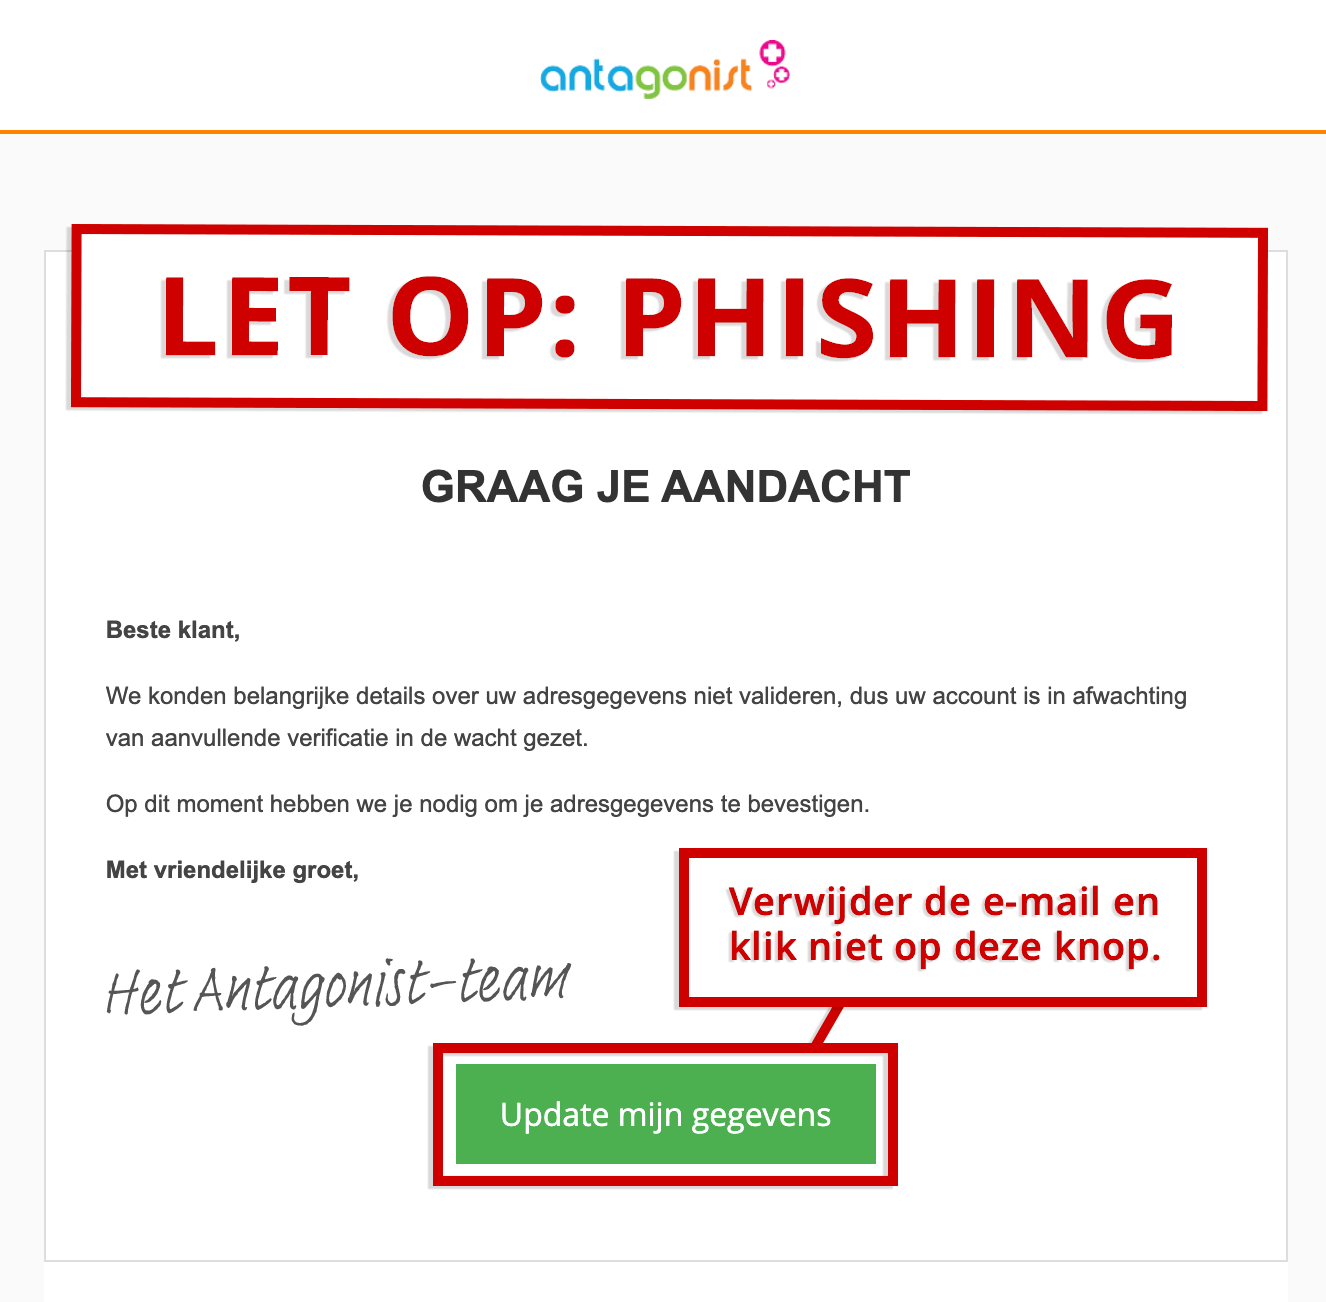 antagonist
LET OP: PHISHING
GRAAG JE AANDACHT
Beste klant,
We konden belangrijke details over uw adresgegevens niet valideren, dus uw account is in afwachting
van aanvullende verificatie in de wacht gezet.
Op dit moment hebben we je nodig om je adresgegevens te bevestigen.
Met vriendelijke groet,
Verwijder de e-mail en
klik niet op deze knop.
Het Antagonist-team
Update mijn gegevens